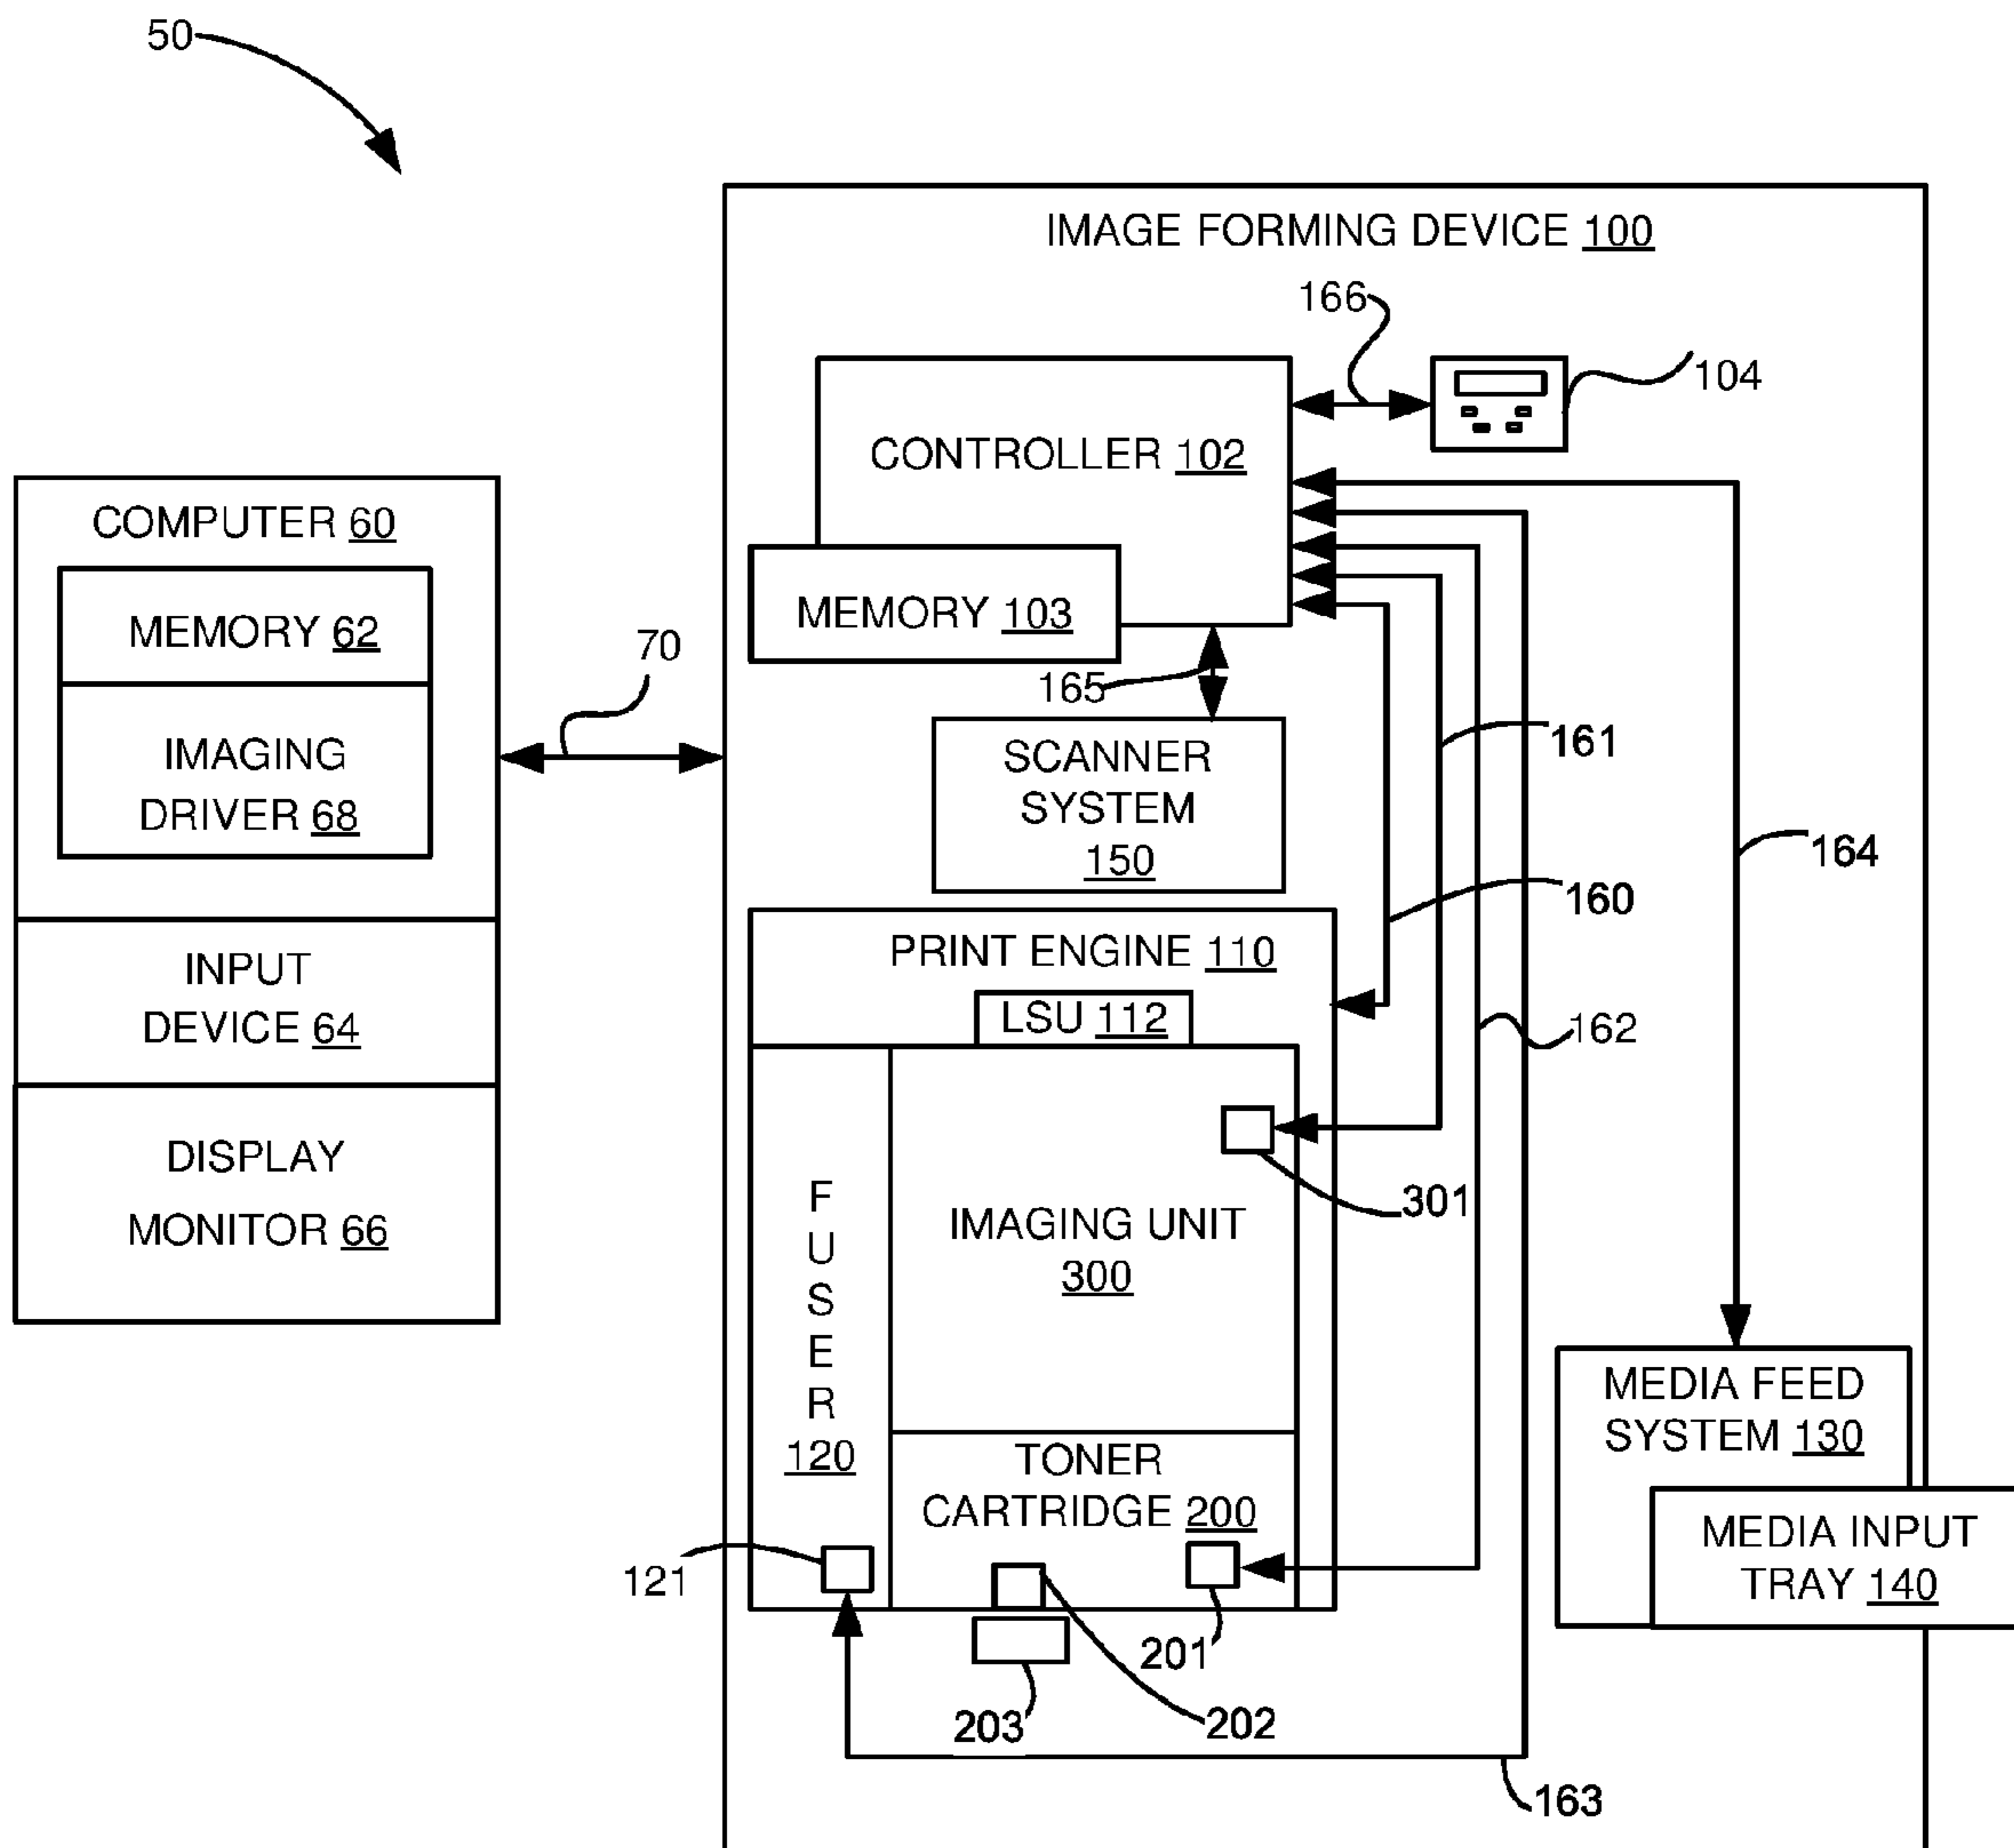 50
IMAGE FORMING DEVICE 100
166
104
CONTROLLER 102
MEMORY 103
165
SCANNER
SYSTEM
150
COMPUTER 60
MEMORY 62
IMAGING
DRIVER 68
INPUT
DEVICE 64
DISPLAY
MONITOR 66
70
161
164
160
162
PRINT ENGINE 110
LSU 112
FUSER
120
IMAGING UNIT
300
301
TONER
CARTRIDGE 200
121
201
202
203
163
MEDIA FEED
SYSTEM 130
MEDIA INPUT
TRAY 140